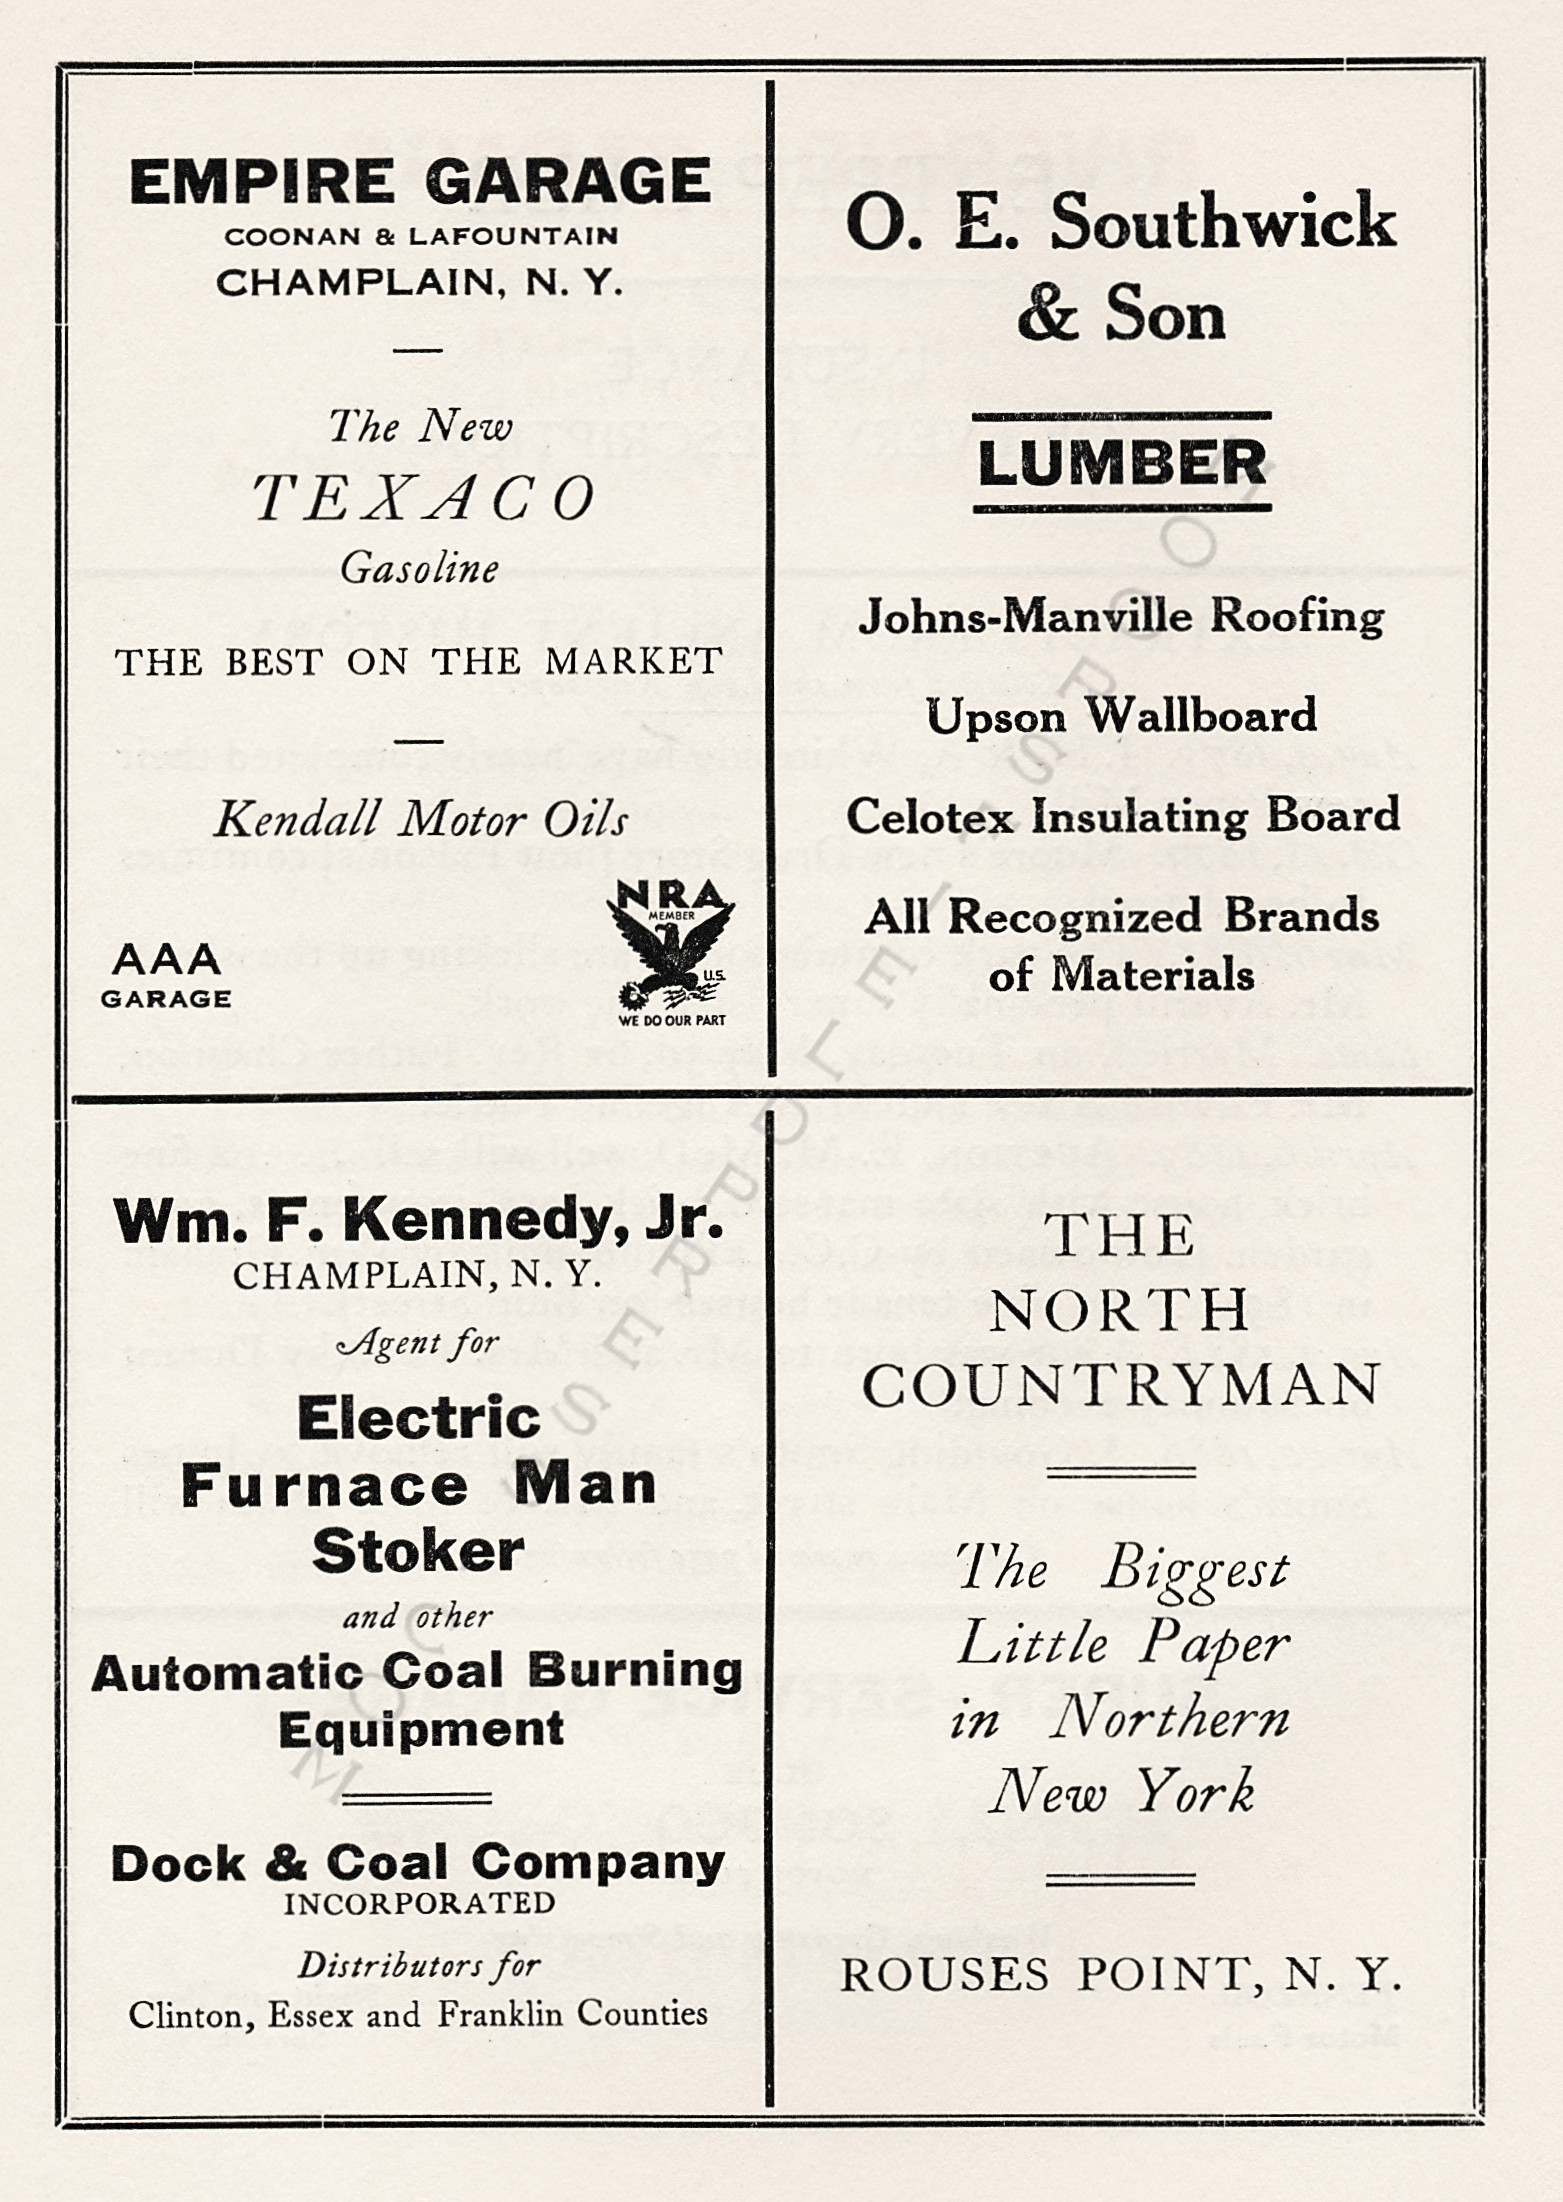 EMPIRE GARAGE
COONAN & LAFOUNTAIN
CHAMPLAIN, N. Y.
The New
TEXACO
Gasoline
THE BEST ON THE MARKET
Kendall Motor Oils
AAA
GARAGE
NRA
MEMBER
U.S.
WE DO OUR PART
O. E. Southwick
& Son
LUMBER
Johns-Manville Roofing
Upson Wallboard
Celotex Insulating Board
All Recognized Brands
of Materials
Wm. F. Kennedy, Jr.
CHAMPLAIN, N. Y.
Agent for
Electric
Furnace Man
Stoker
and other
Automatic Coal Burning
Equipment
Dock & Coal Company
INCORPORATED
Distributors for
Clinton, Essex and Franklin Counties
THE
NORTH
COUNTRYMAN
The Biggest
Little Paper
in Northern
New York
ROUSES POINT, N. Y.